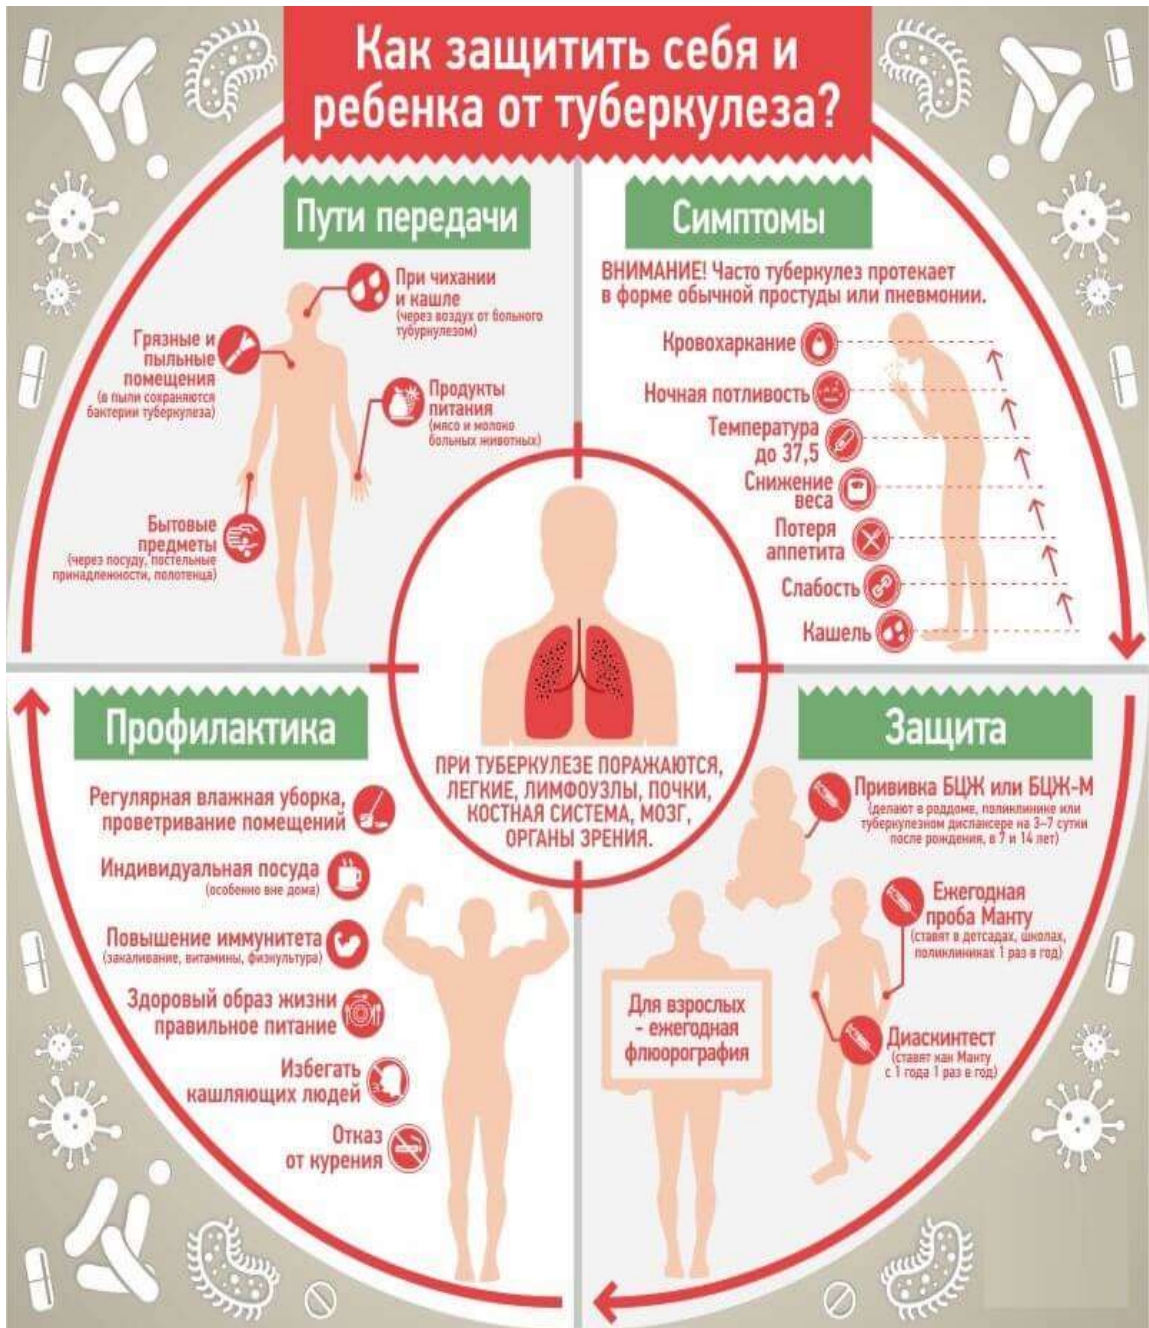 Как защитить себя и
ребенка от туберкулеза?
Пути передачи
При чихании
и кашле
(через воздух от больного
тубуркулезом)
Грязные и
пыльные
помещения
(в пыли сохраняются
бактерии туберкулеза)
Продукты
питания
(мясо и молоко
больных животных)
Бытовые
предметы
(через посуду, постельные
принадлежности, полотенца)
Симптомы
ВНИМАНИЕ! Часто туберкулез протекает
в форме обычной простуды или пневмонии.
Кровохаркание
Ночная потливость
Температура
до 37,5
Снижение
веса
Потеря
аппетита
Слабость
Кашель
ПРИ ТУБЕРКУЛЕЗЕ ПОРАЖАЮТСЯ,
ЛЕГКИЕ, ЛИМФОУЗЛЫ, ПОЧКИ,
КОСТНАЯ СИСТЕМА, МОЗГ,
ОРГАНЫ ЗРЕНИЯ.
Профилактика
Регулярная влажная уборка,
проветривание помещений
Индивидуальная посуда
(особенно вне дома)
Повышение иммунитета
(закаливание, витамины, физкультура)
Здоровый образ жизни
правильное питание
Избегать
кашляющих людей
Отказ
от курения
Защита
Прививка БЦЖ или БЦЖ-М
(делают в роддоме, поликлинике или
туберкулезном диспансере на 3–7 сутки
после рождения, в 7 и 14 лет)
Ежегодная
проба Манту
(ставят в детсадах, школах,
поликлиниках 1 раз в год)
Диаскинтест
(ставят как Манту
с 1 года 1 раз в год)
Для взрослых
- ежегодная
флюорография